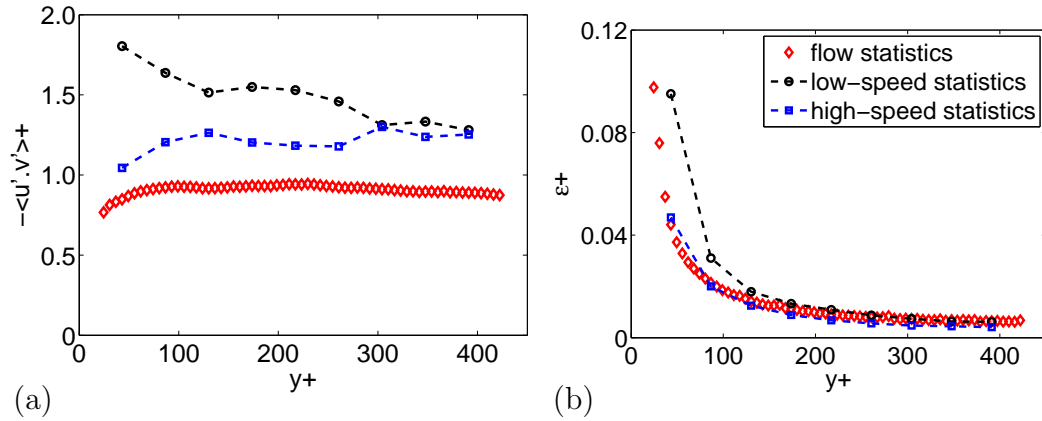 2.0
1.5
1.0
0.5
0
0 100 200 300 400
-<u'.v'>+
y+
(a)
0.12
0.08
0.04
0
0 100 200 300 400
ε+
y+
flow statistics
low-speed statistics
high-speed statistics
(b)